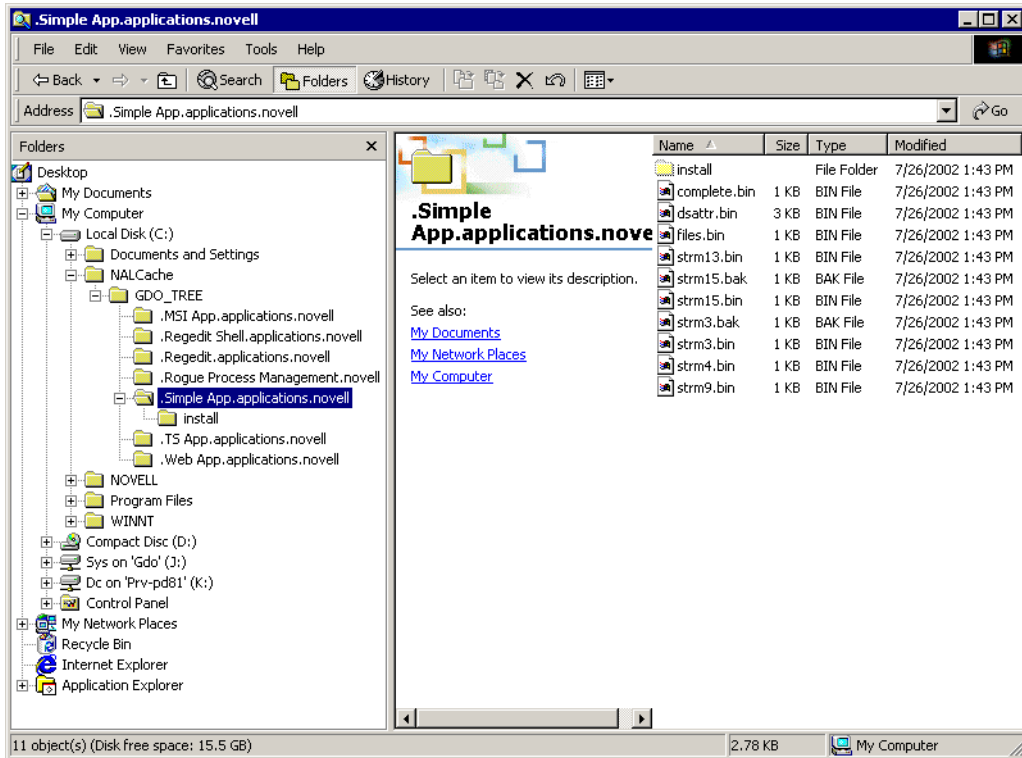 .Simple App.applications.novell
File Edit View Favorites Tools Help
Back Search Folders History
Address .Simple App.applications.novell Go
Folders
Desktop
My Documents
My Computer
Local Disk (C:)
Documents and Settings
NALCache
GDO_TREE
.MSI App.applications.novell
.Regedit Shell.applications.novell
.Regedit.applications.novell
.Rogue Process Management.novell
.Simple App.applications.novell
install
.TS App.applications.novell
.Web App.applications.novell
NOVELL
Program Files
WINNT
Compact Disc (D:)
Sys on 'Gdo' (J:)
Dc on 'Prv-pd81' (K:)
Control Panel
My Network Places
Recycle Bin
Internet Explorer
Application Explorer
.Simple
App.applications.nove
Select an item to view its description.
See also:
My Documents
My Network Places
My Computer
Name Size Type Modified
install File Folder 7/26/2002 1:43 PM
complete.bin 1 KB BIN File 7/26/2002 1:43 PM
dsattr.bin 3 KB BIN File 7/26/2002 1:43 PM
files.bin 1 KB BIN File 7/26/2002 1:43 PM
strm13.bin 1 KB BIN File 7/26/2002 1:43 PM
strm15.bak 1 KB BAK File 7/26/2002 1:43 PM
strm15.bin 1 KB BIN File 7/26/2002 1:43 PM
strm3.bak 1 KB BAK File 7/26/2002 1:43 PM
strm3.bin 1 KB BIN File 7/26/2002 1:43 PM
strm4.bin 1 KB BIN File 7/26/2002 1:43 PM
strm9.bin 1 KB BIN File 7/26/2002 1:43 PM
11 object(s) (Disk free space: 15.5 GB) 2.78 KB My Computer